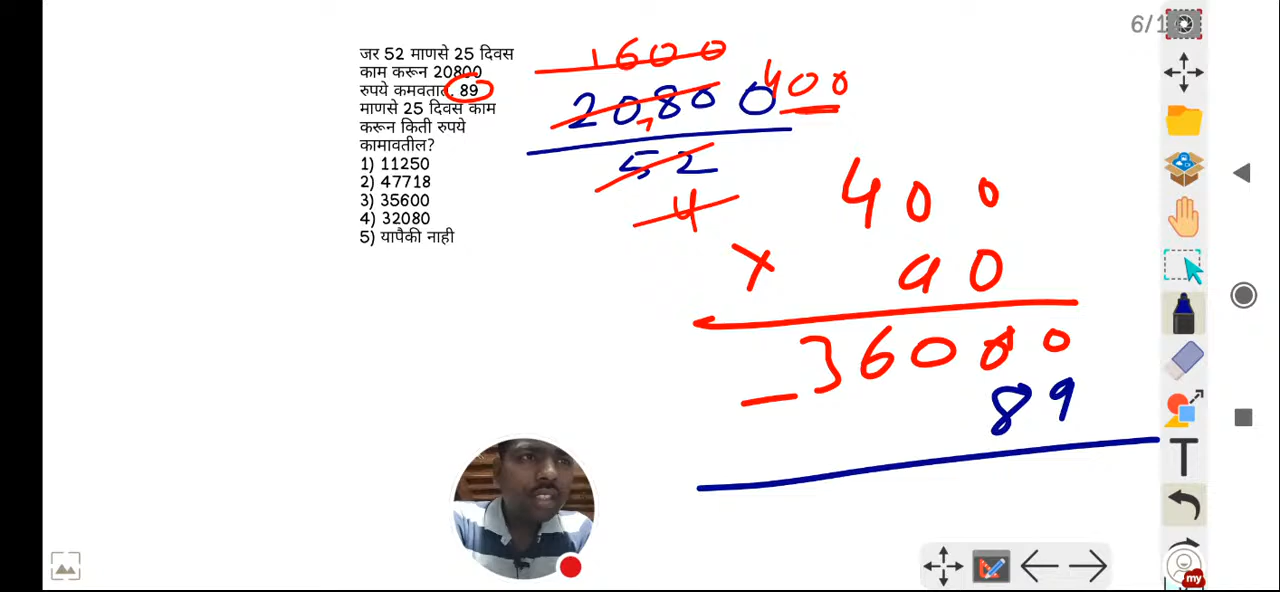 6/1
जर 52 माणसे 25 दिवस
काम करून 20800
रुपये कमवतात. 89
माणसे 25 दिवस काम
करून किती रुपये
कामावतील?
1) 11250
2) 47718
3) 35600
4) 32080
5) यापैकी नाही
1600
20800 400
52
4
400
× 90
36000
89
T
my